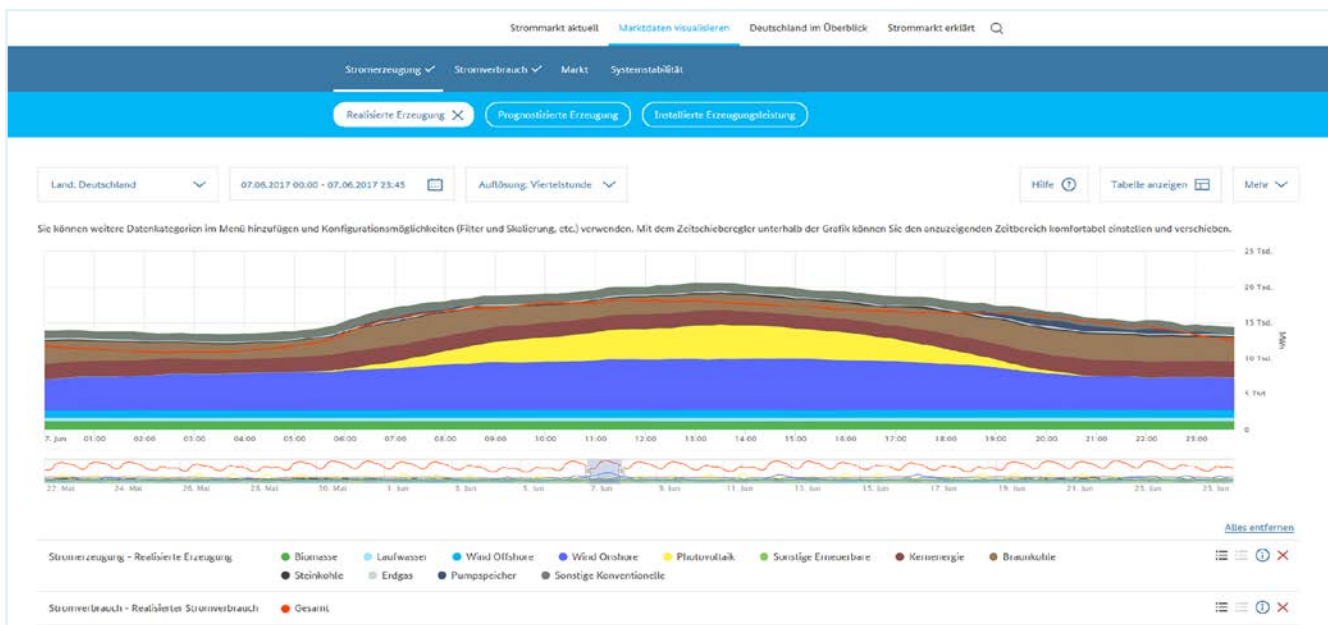 Strommarkt aktuell Marktdaten visualisieren Deutschland im Überblick Strommarkt erklärt
Stromerzeugung Stromverbrauch Markt Systemstabilität
Realisierte Erzeugung Prognostizierte Erzeugung Installierte Erzeugungsleistung
Land: Deutschland 07.06.2017 00:00 - 07.06.2017 23:45 Auflösung: Viertelstunde Hilfe Tabelle anzeigen Mehr
Sie können weitere Datenkategorien im Menü hinzufügen und Konfigurationsmöglichkeiten (Filter und Skalierung, etc.) verwenden. Mit dem Zeitschieberegler unterhalb der Grafik können Sie den anzuzeigenden Zeitbereich komfortabel einstellen und verschieben.
25 Tsd.
20 Tsd.
15 Tsd.
MWh
10 Tsd.
5 Tsd.
0
7. Jun 01:00 02:00 03:00 04:00 05:00 06:00 07:00 08:00 09:00 10:00 11:00 12:00 13:00 14:00 15:00 16:00 17:00 18:00 19:00 20:00 21:00 22:00 23:00
22. Mai 24. Mai 26. Mai 28. Mai 30. Mai 1. Jun 3. Jun 5. Jun 7. Jun 9. Jun 11. Jun 13. Jun 15. Jun 17. Jun 19. Jun 21. Jun 23. Jun 25. Jun
Alles entfernen
Stromerzeugung - Realisierte Erzeugung Biomasse Laufwasser Wind Offshore Wind Onshore Photovoltaik Sonstige Erneuerbare Kernenergie Braunkohle
Steinkohle Erdgas Pumpspeicher Sonstige Konventionelle
Stromverbrauch - Realisierter Stromverbrauch Gesamt